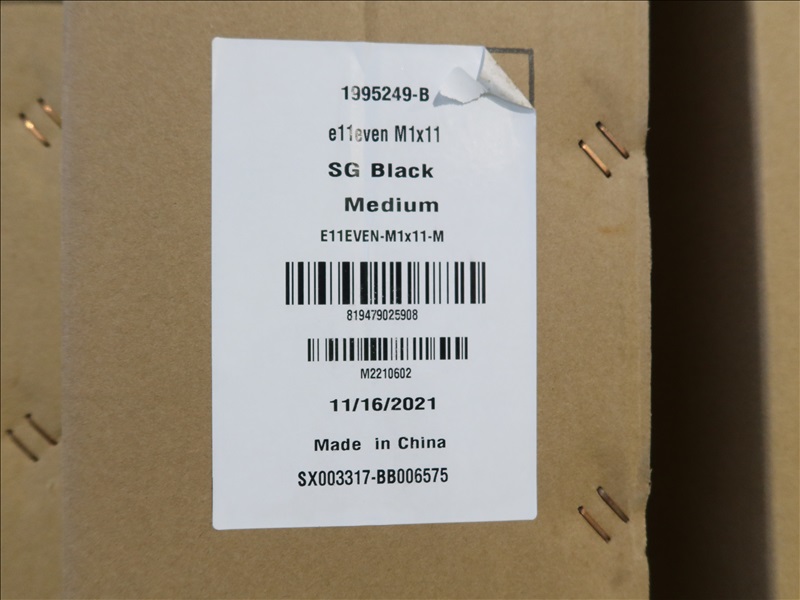 1995249-B
e11even M1x11
SG Black
Medium
E11EVEN-M1x11-M
819479025908
M2210602
11/16/2021
Made in China
SX003317-BB006575